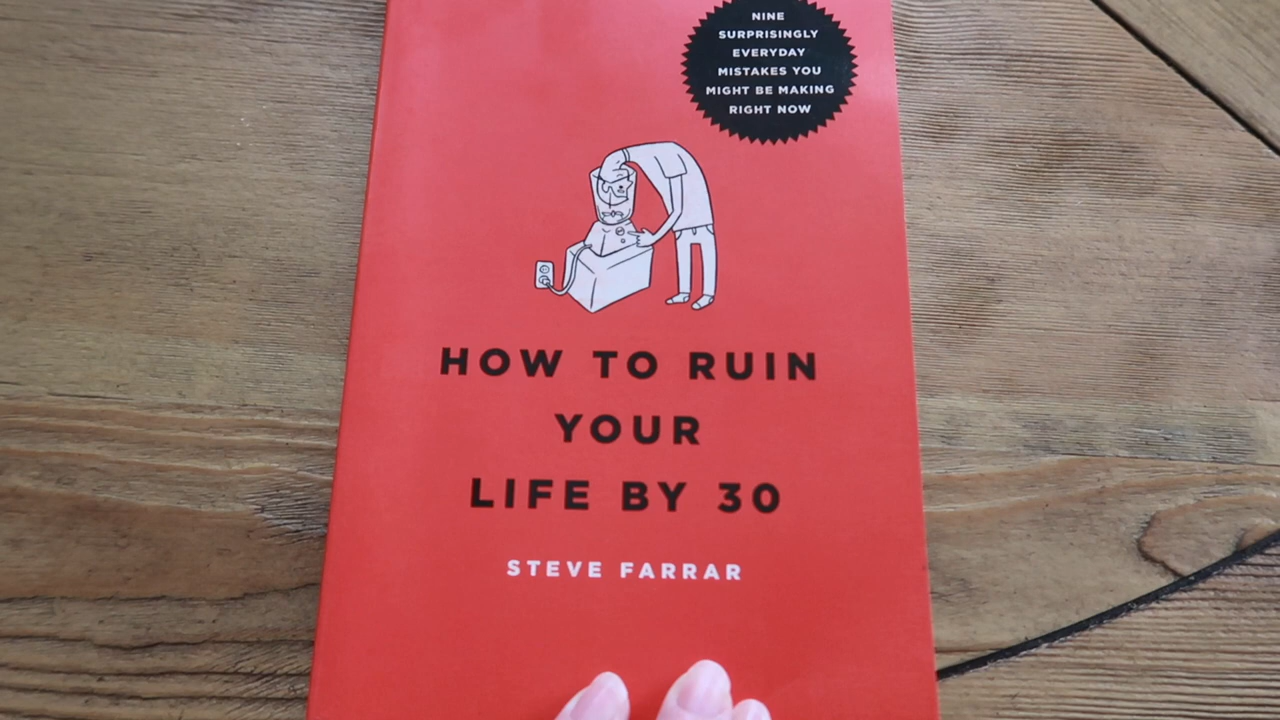 NINE
SURPRISINGLY
EVERYDAY
MISTAKES YOU
MIGHT BE MAKING
RIGHT NOW
HOW TO RUIN
YOUR
LIFE BY 30
STEVE FARRAR